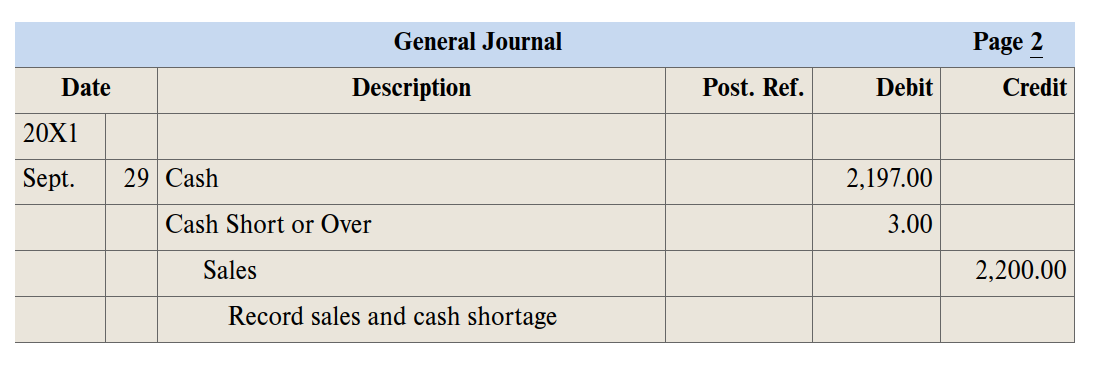 General Journal Page 2
Date Description Post. Ref. Debit Credit
20X1
Sept. 29 Cash 2,197.00
Cash Short or Over 3.00
Sales 2,200.00
Record sales and cash shortage